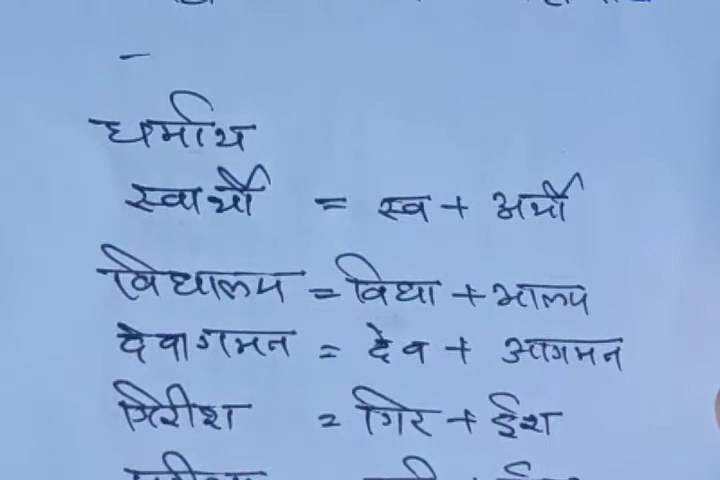 -
धर्माथ
स्वार्थी = स्व + अर्थी
विधालय = विधा + आलय
देवागमन = देव + आगमन
गिरीश = गिर + ईश